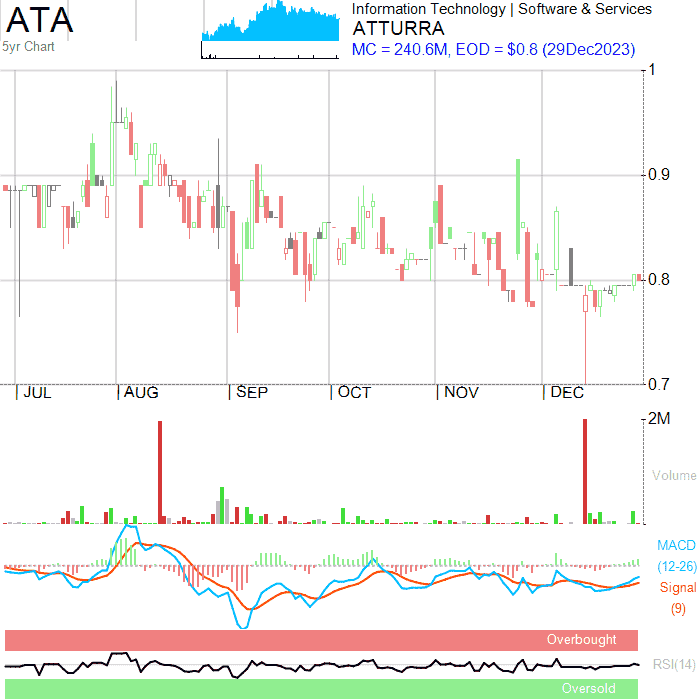 ATA
5yr Chart
Information Technology | Software & Services
ATTURRA
MC = 240.6M, EOD = $0.8 (29Dec2023)
1
0.9
0.8
0.7
JUL
AUG
SEP
OCT
NOV
DEC
2M
Volume
MACD
(12-26)
Signal
(9)
Overbought
RSI(14)
Oversold